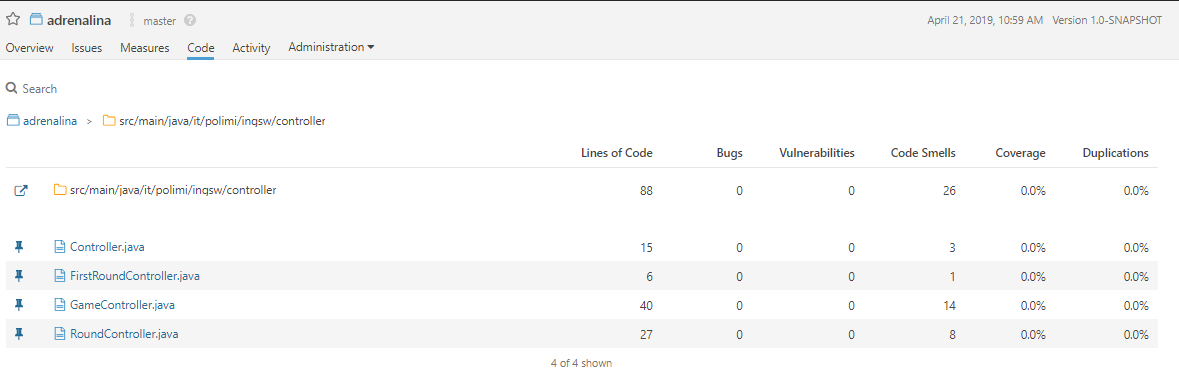 adrenalina master April 21, 2019, 10:59 AM Version 1.0-SNAPSHOT
Overview Issues Measures Code Activity Administration
Search
adrenalina > src/main/java/it/polimi/ingsw/controller
Lines of Code Bugs Vulnerabilities Code Smells Coverage Duplications
src/main/java/it/polimi/ingsw/controller 88 0 0 26 0.0% 0.0%
Controller.java 15 0 0 3 0.0% 0.0%
FirstRoundController.java 6 0 0 1 0.0% 0.0%
GameController.java 40 0 0 14 0.0% 0.0%
RoundController.java 27 0 0 8 0.0% 0.0%
4 of 4 shown